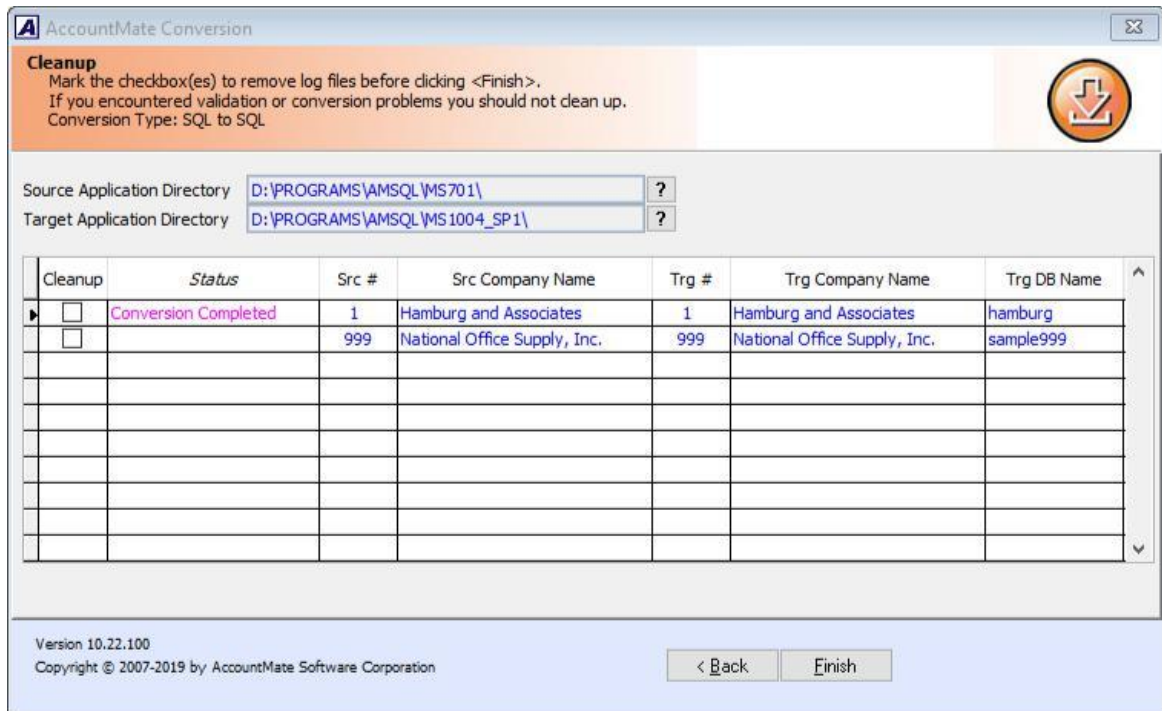 AccountMate Conversion
Cleanup
Mark the checkbox(es) to remove log files before clicking <Finish>.
If you encountered validation or conversion problems you should not clean up.
Conversion Type: SQL to SQL
Source Application Directory D:\PROGRAMS\AMSQL\MS701\ ?
Target Application Directory D:\PROGRAMS\AMSQL\MS1004_SP1\ ?
Cleanup Status Src # Src Company Name Trg # Trg Company Name Trg DB Name
Conversion Completed 1 Hamburg and Associates 1 Hamburg and Associates hamburg
999 National Office Supply, Inc. 999 National Office Supply, Inc. sample999
Version 10.22.100
Copyright © 2007-2019 by AccountMate Software Corporation
< Back Finish